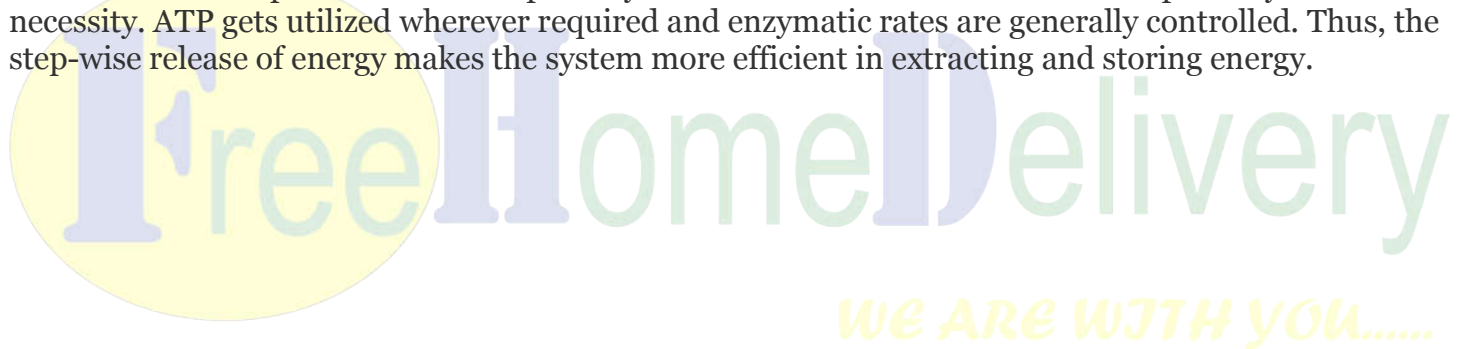 necessity. ATP gets utilized wherever required and enzymatic rates are generally controlled. Thus, the
step-wise release of energy makes the system more efficient in extracting and storing energy.
FreeHomeDelivery
WE ARE WITH YOU......